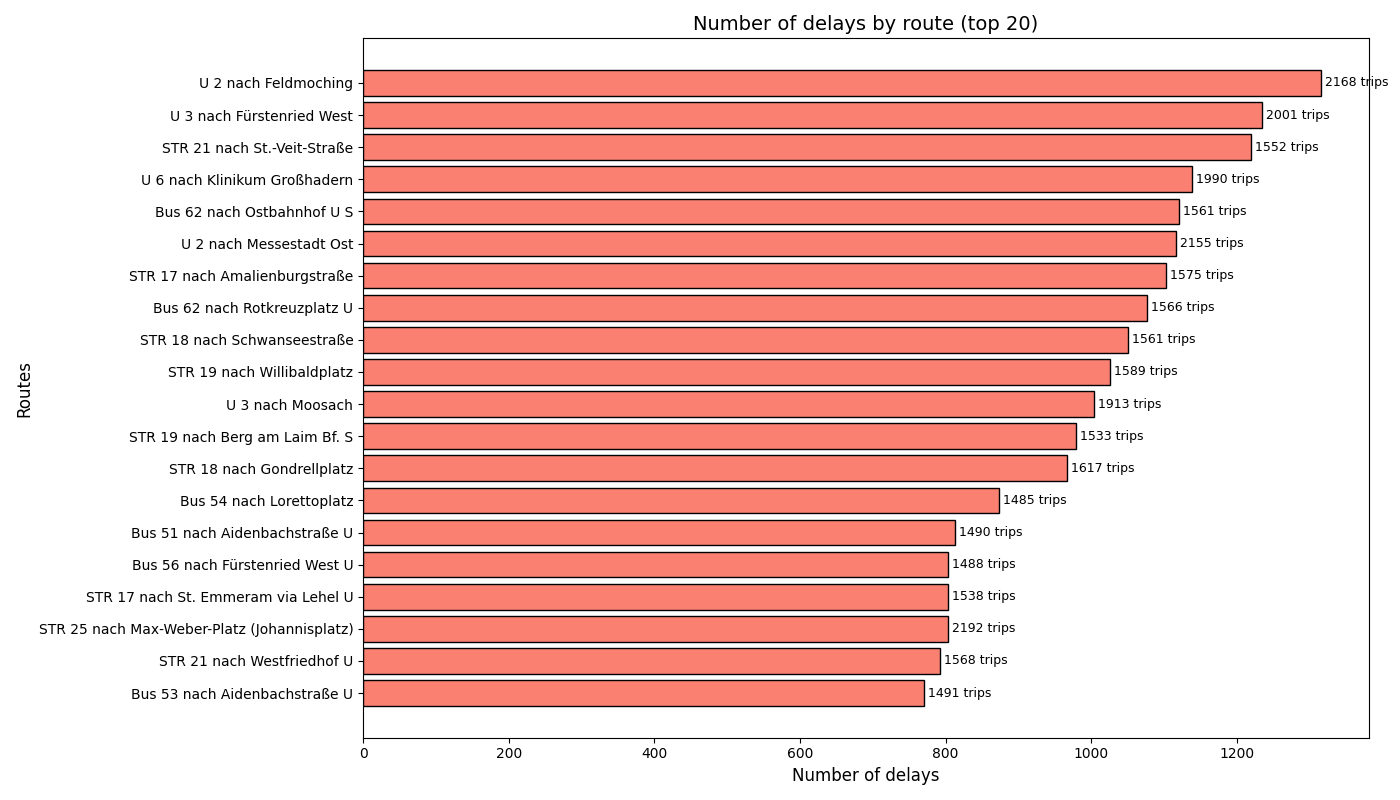 Number of delays by route (top 20)
U 2 nach Feldmoching 2168 trips
U 3 nach Fürstenried West 2001 trips
STR 21 nach St.-Veit-Straße 1552 trips
U 6 nach Klinikum Großhadern 1990 trips
Bus 62 nach Ostbahnhof U S 1561 trips
U 2 nach Messestadt Ost 2155 trips
STR 17 nach Amalienburgstraße 1575 trips
Bus 62 nach Rotkreuzplatz U 1566 trips
STR 18 nach Schwanseestraße 1561 trips
STR 19 nach Willibaldplatz 1589 trips
U 3 nach Moosach 1913 trips
STR 19 nach Berg am Laim Bf. S 1533 trips
STR 18 nach Gondrellplatz 1617 trips
Bus 54 nach Lorettoplatz 1485 trips
Bus 51 nach Aidenbachstraße U 1490 trips
Bus 56 nach Fürstenried West U 1488 trips
STR 17 nach St. Emmeram via Lehel U 1538 trips
STR 25 nach Max-Weber-Platz (Johannisplatz) 2192 trips
STR 21 nach Westfriedhof U 1568 trips
Bus 53 nach Aidenbachstraße U 1491 trips
Routes
0 200 400 600 800 1000 1200
Number of delays